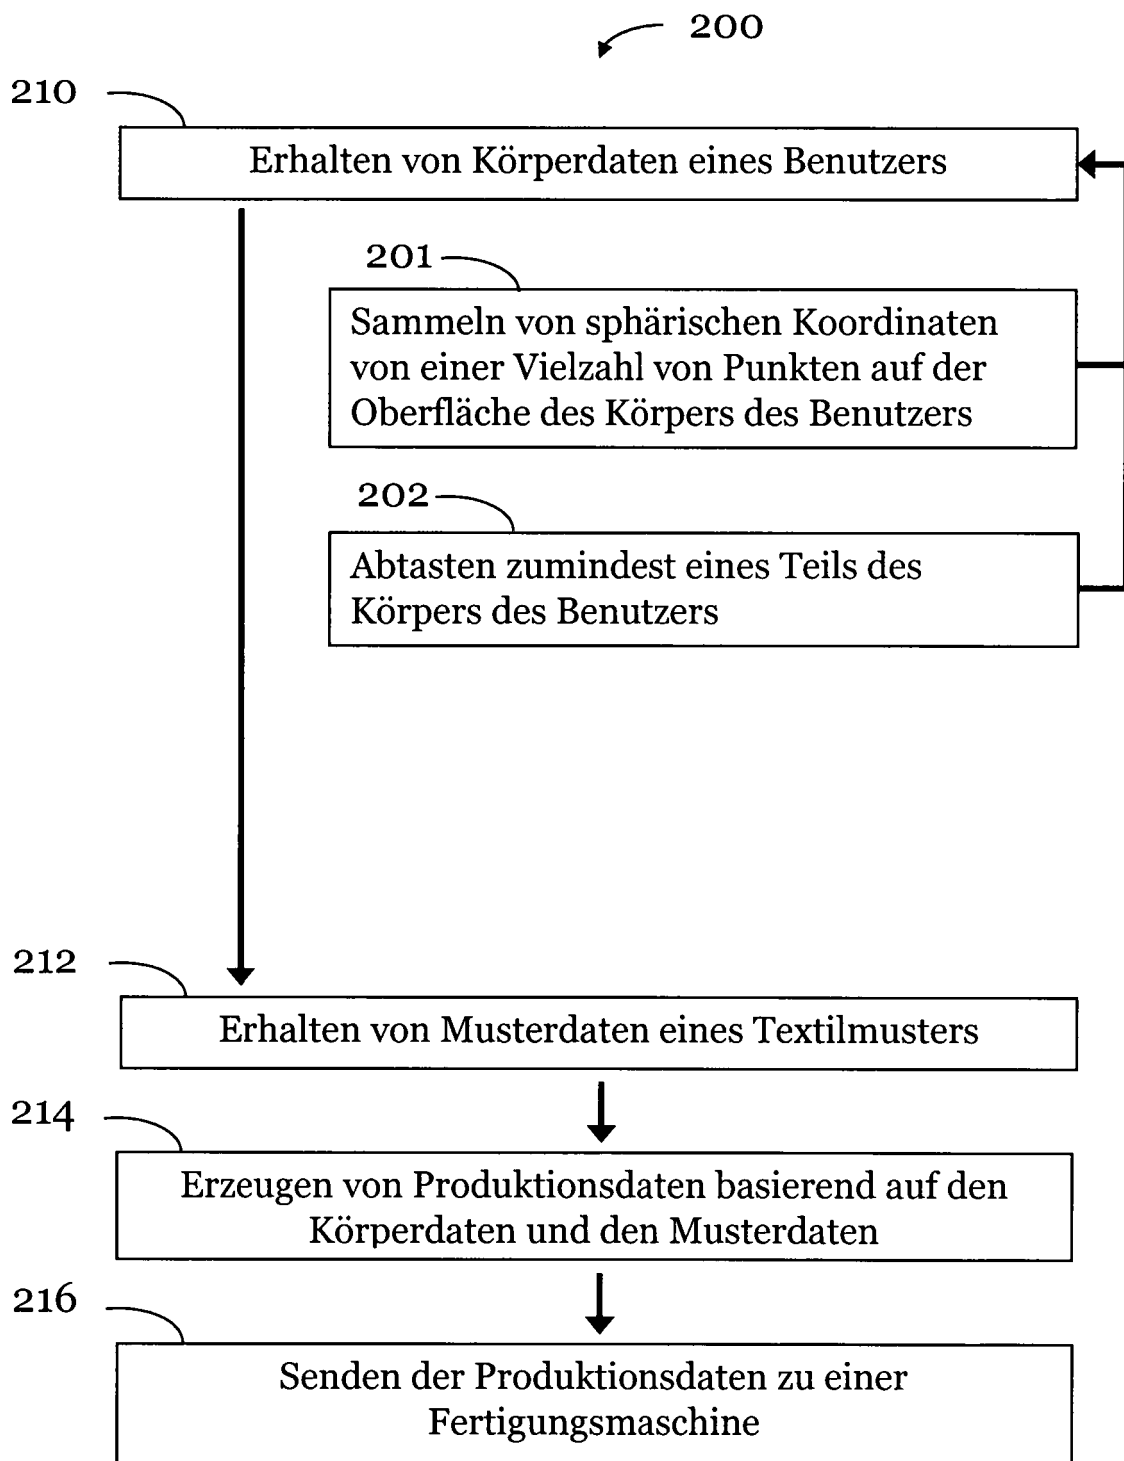 200
210
Erhalten von Körperdaten eines Benutzers
201
Sammeln von sphärischen Koordinaten
von einer Vielzahl von Punkten auf der
Oberfläche des Körpers des Benutzers
202
Abtasten zumindest eines Teils des
Körpers des Benutzers
212
Erhalten von Musterdaten eines Textilmusters
214
Erzeugen von Produktionsdaten basierend auf den
Körperdaten und den Musterdaten
216
Senden der Produktionsdaten zu einer
Fertigungsmaschine